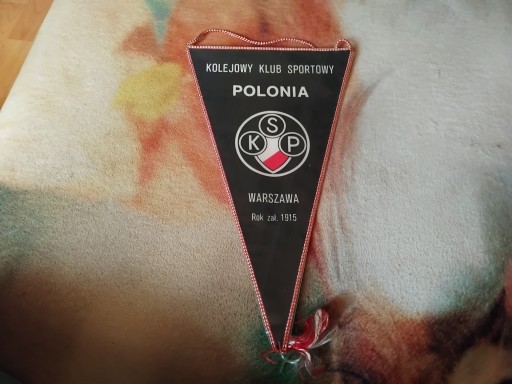 KOLEJOWY KLUB SPORTOWY
POLONIA
S
K P
WARSZAWA
Rok zał. 1915